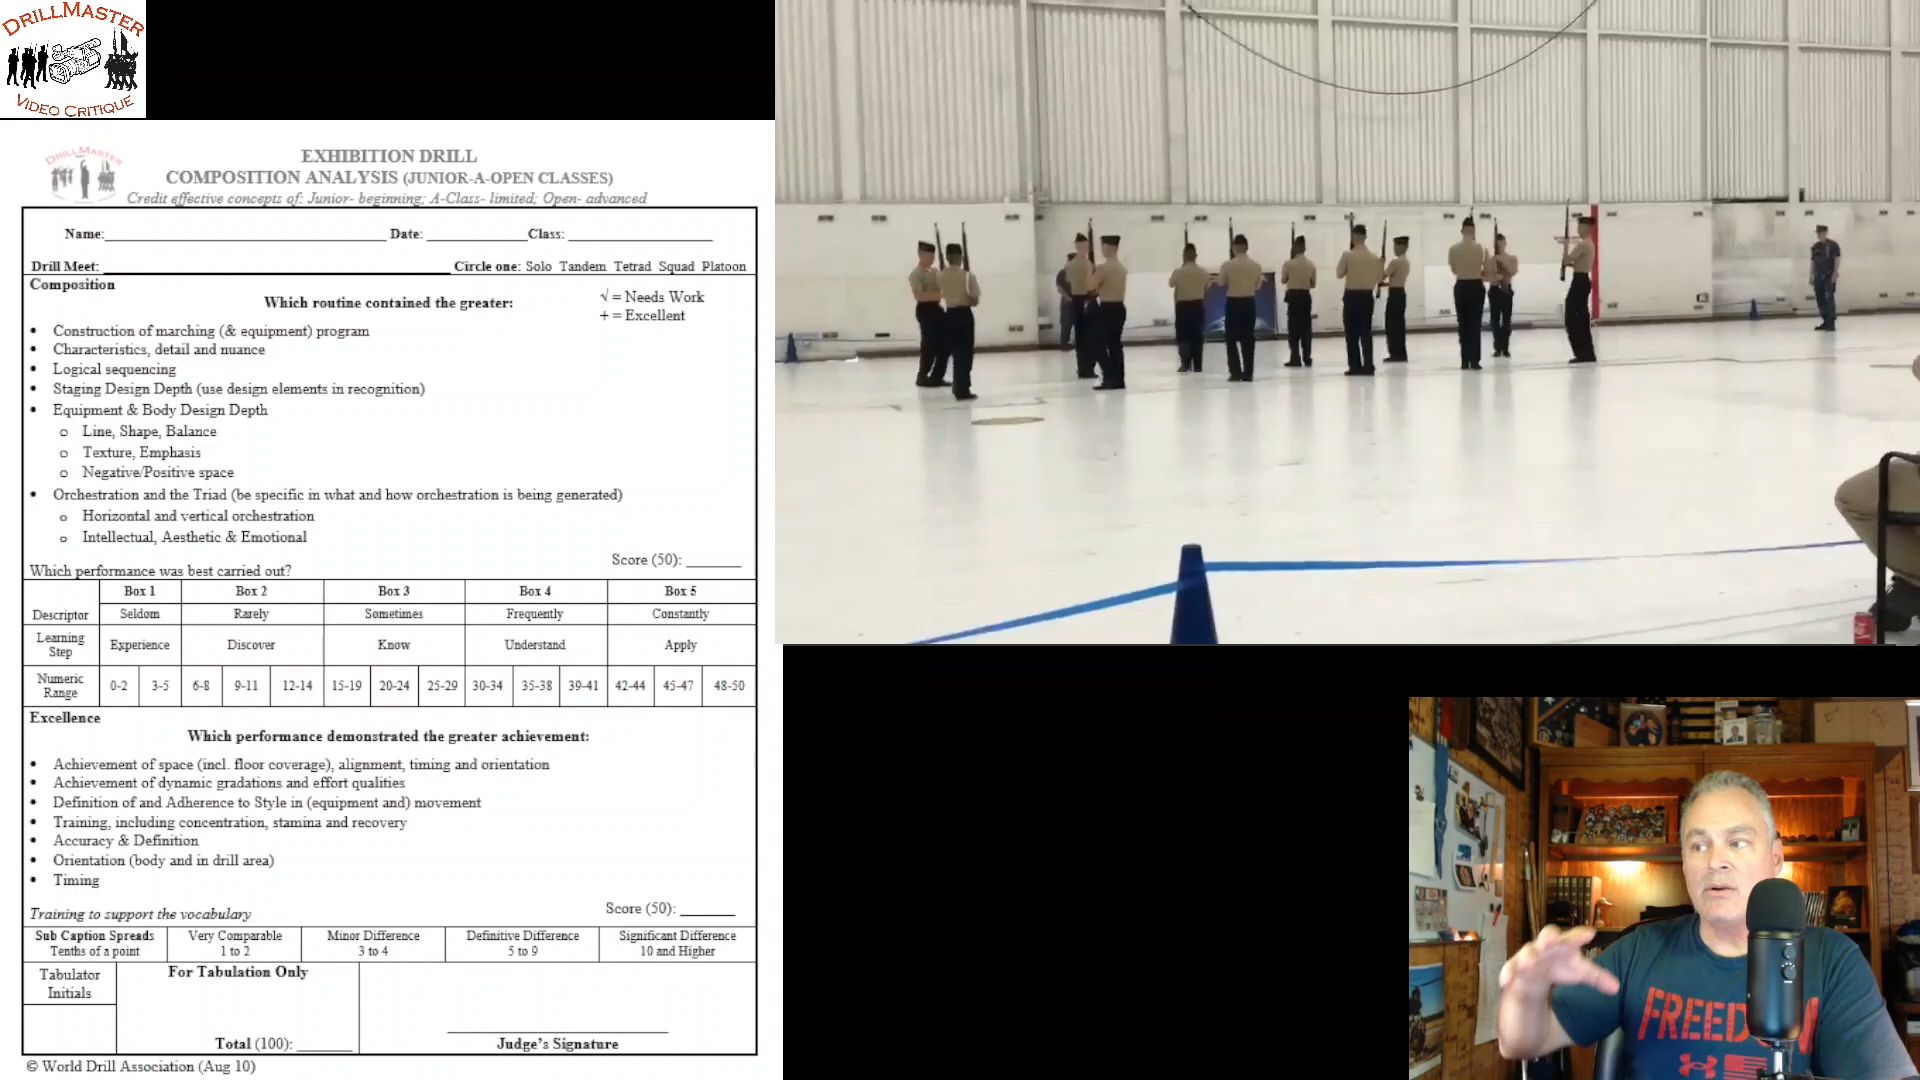 DRILLMASTER
VIDEO CRITIQUE
DRILLMASTER
EXHIBITION DRILL
COMPOSITION ANALYSIS (JUNIOR-A-OPEN CLASSES)
Credit effective concepts of: Junior- beginning; A-Class- limited; Open- advanced
Name: Date: Class:
Drill Meet: Circle one: Solo Tandem Tetrad Squad Platoon
Composition
Which routine contained the greater:
√ = Needs Work
+ = Excellent
• Construction of marching (& equipment) program
• Characteristics, detail and nuance
• Logical sequencing
• Staging Design Depth (use design elements in recognition)
• Equipment & Body Design Depth
o Line, Shape, Balance
o Texture, Emphasis
o Negative/Positive space
• Orchestration and the Triad (be specific in what and how orchestration is being generated)
o Horizontal and vertical orchestration
o Intellectual, Aesthetic & Emotional
Score (50):
Which performance was best carried out?
Box 1 Box 2 Box 3 Box 4 Box 5
Descriptor Seldom Rarely Sometimes Frequently Constantly
Learning Step Experience Discover Know Understand Apply
Numeric Range 0-2 3-5 6-8 9-11 12-14 15-19 20-24 25-29 30-34 35-38 39-41 42-44 45-47 48-50
Excellence
Which performance demonstrated the greater achievement:
• Achievement of space (incl. floor coverage), alignment, timing and orientation
• Achievement of dynamic gradations and effort qualities
• Definition of and Adherence to Style in (equipment and) movement
• Training, including concentration, stamina and recovery
• Accuracy & Definition
• Orientation (body and in drill area)
• Timing
Training to support the vocabulary
Score (50):
Sub Caption Spreads Very Comparable Minor Difference Definitive Difference Significant Difference
Tenths of a point 1 to 2 3 to 4 5 to 9 10 and Higher
Tabulator Initials
For Tabulation Only
Total (100):
Judge's Signature
© World Drill Association (Aug 10)